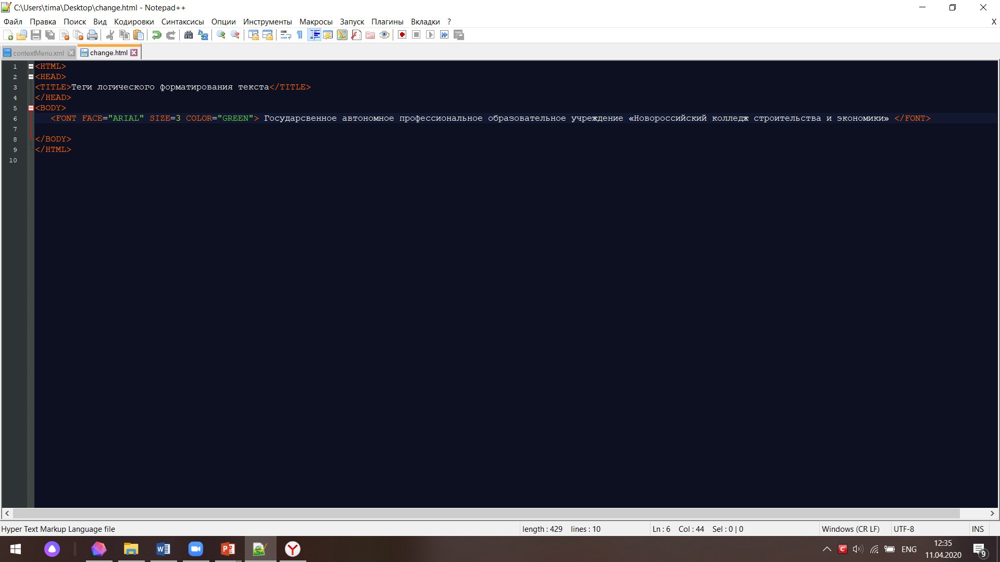 C:\Users\tima\Desktop\change.html - Notepad++
Файл Правка Поиск Вид Кодировки Синтаксисы Опции Инструменты Макросы Запуск Плагины Вкладки ? X
contextMenu.xml change.html
1 <HTML>
2 <HEAD>
3 <TITLE>Теги логического форматирования текста</TITLE>
4 </HEAD>
5 <BODY>
6 <FONT FACE="ARIAL" SIZE=3 COLOR="GREEN"> Государсвенное автономное профессиональное образовательное учреждение «Новороссийский колледж строительства и экономики» </FONT>
7
8 </BODY>
9 </HTML>
10
Hyper Text Markup Language file length : 429 lines : 10 Ln : 6 Col : 44 Sel : 0 | 0 Windows (CR LF) UTF-8 INS
ENG 12:35
11.04.2020 9